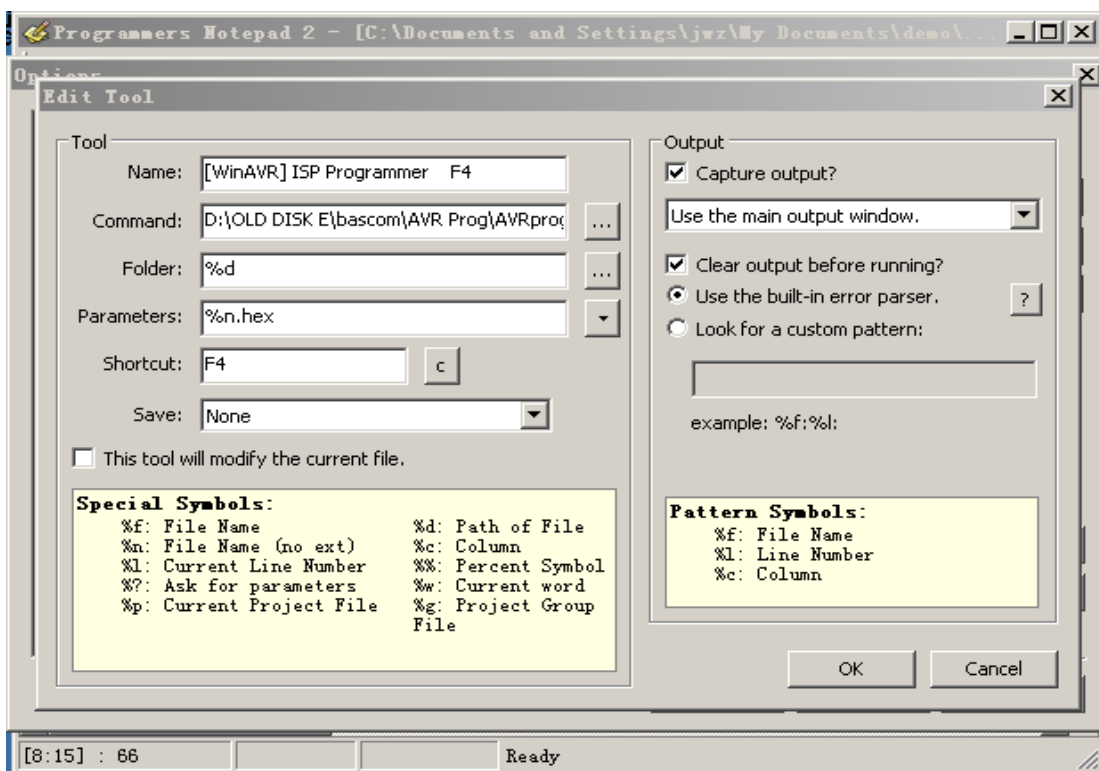 Programmers Notepad 2 - [C:\Documents and Settings\jwz\My Documents\demo\...
Options
Edit Tool
Tool
Name: [WinAVR] ISP Programmer F4
Command: D:\OLD DISK E\bascom\AVR Prog\AVRprog ...
Folder: %d ...
Parameters: %n.hex
Shortcut: F4 c
Save: None
This tool will modify the current file.
Special Symbols:
%f: File Name
%n: File Name (no ext)
%l: Current Line Number
%?: Ask for parameters
%p: Current Project File
%d: Path of File
%c: Column
%%: Percent Symbol
%w: Current word
%g: Project Group
File
Output
Capture output?
Use the main output window.
Clear output before running?
Use the built-in error parser. ?
Look for a custom pattern:
example: %f:%l:
Pattern Symbols:
%f: File Name
%l: Line Number
%c: Column
OK Cancel
[8:15] : 66 Ready